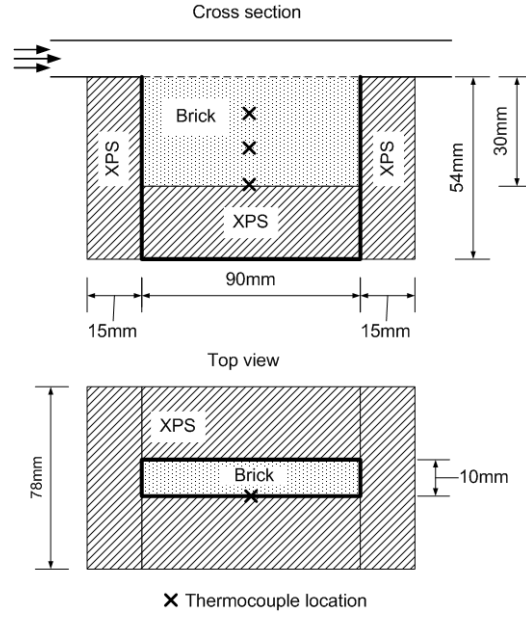 Cross section
Brick
XPS
XPS
XPS
54mm
30mm
90mm
15mm
15mm
Top view
XPS
Brick
78mm
10mm
Thermocouple location